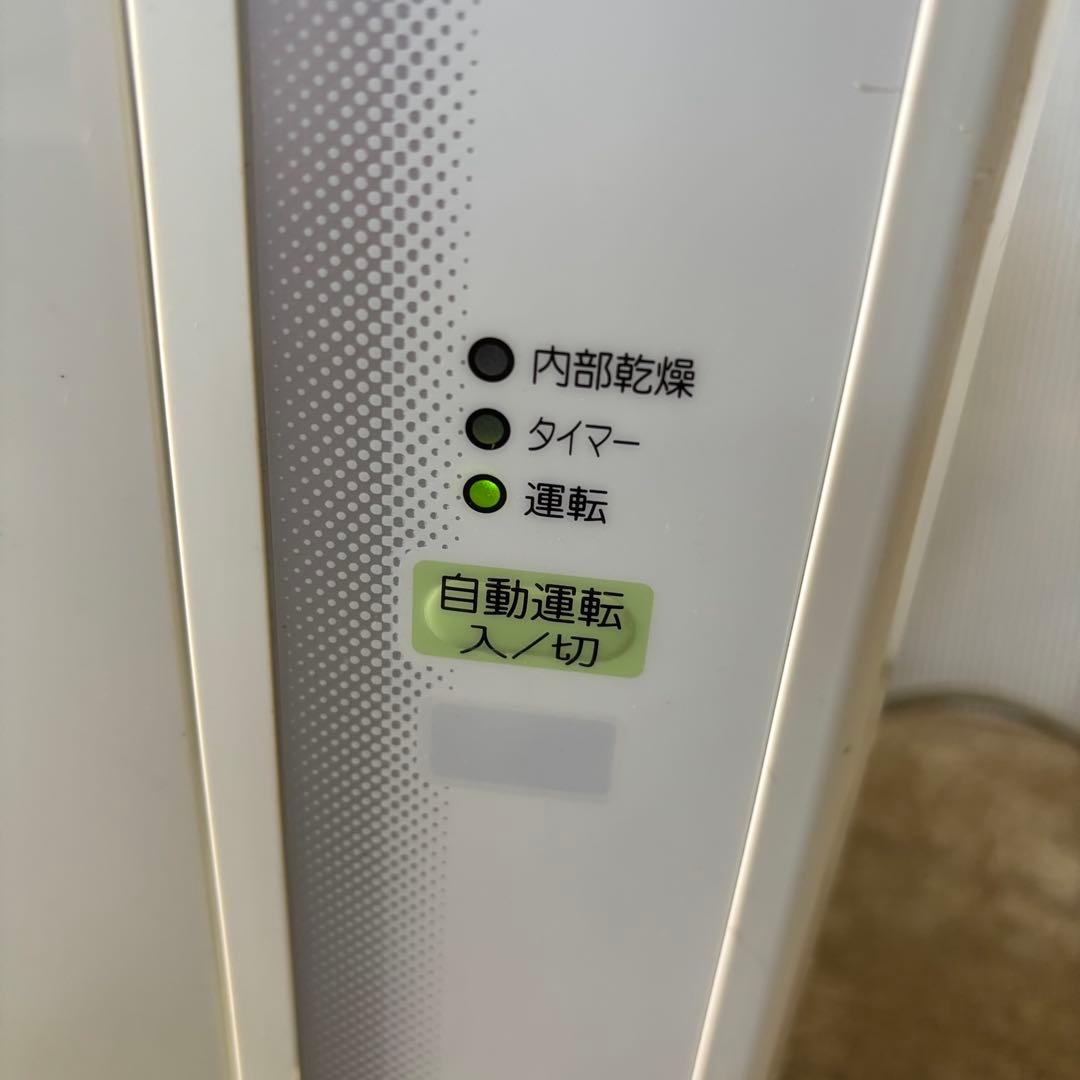 内部乾燥
タイマー
運転
自動運転
入／切